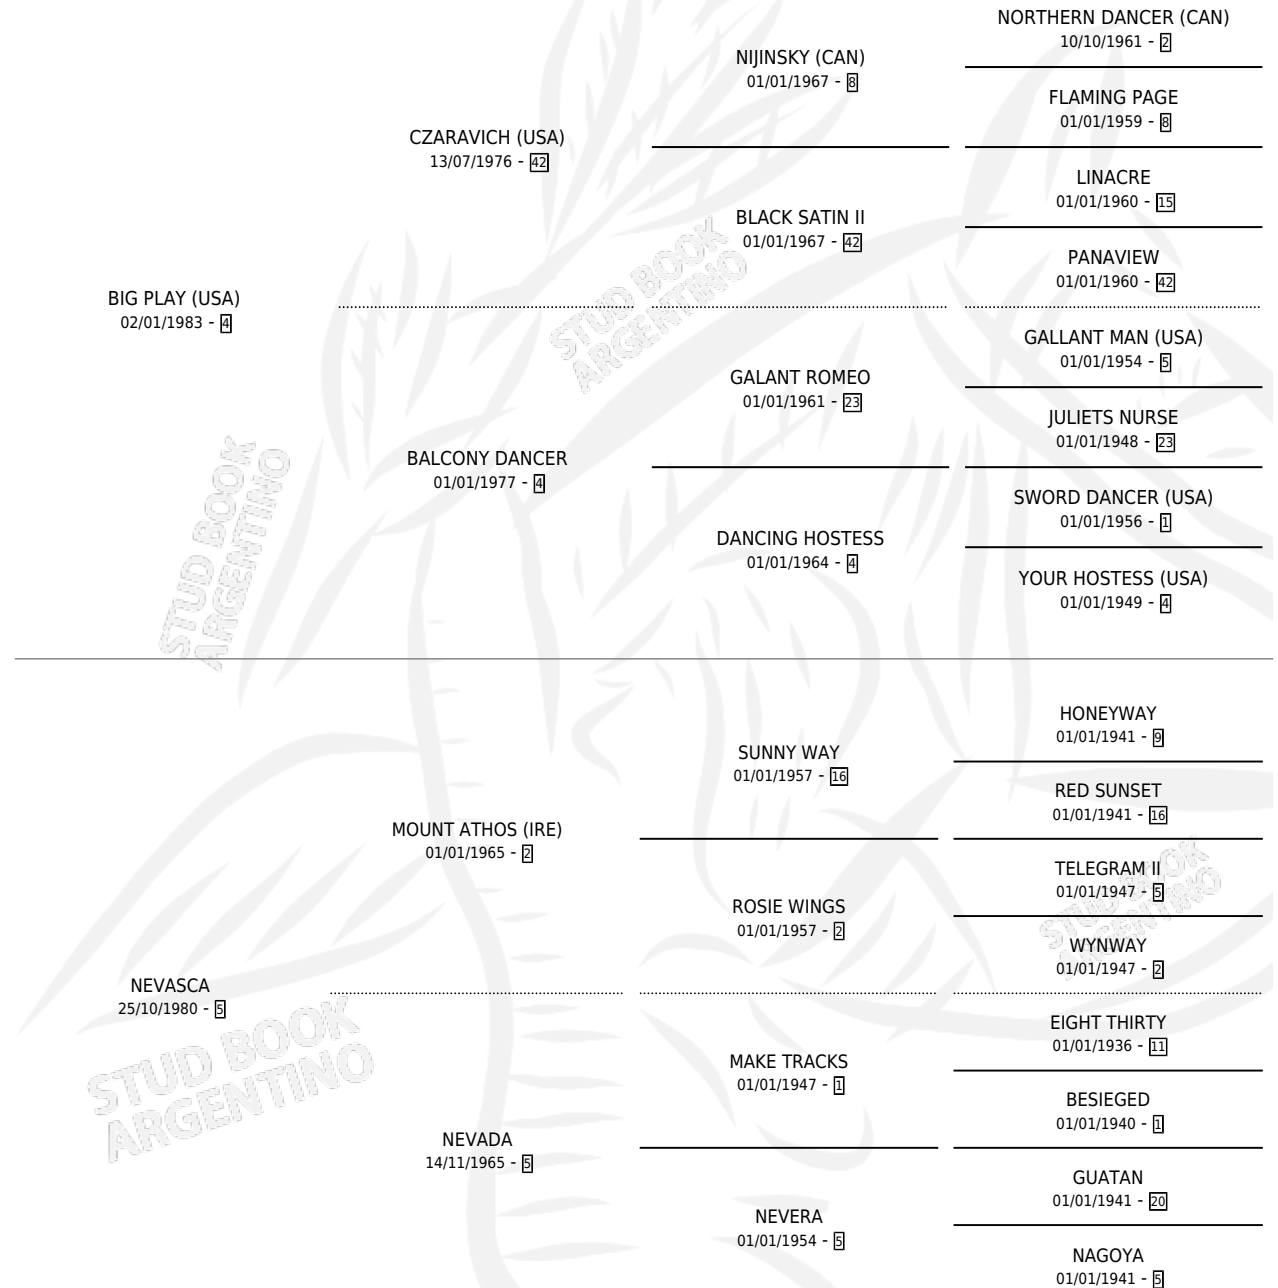 NORTHERN DANCER (CAN)
10/10/1961 - 2
NIJINSKY (CAN)
01/01/1967 - 8
FLAMING PAGE
01/01/1959 - 8
CZARAVICH (USA)
13/07/1976 - 42
LINACRE
01/01/1960 - 15
BLACK SATIN II
01/01/1967 - 42
PANAVIEW
01/01/1960 - 42
BIG PLAY (USA)
02/01/1983 - 4
STUD BOOK
ARGENTINO
GALLANT MAN (USA)
01/01/1954 - 5
GALANT ROMEO
01/01/1961 - 23
JULIETS NURSE
01/01/1948 - 23
BALCONY DANCER
01/01/1977 - 4
SWORD DANCER (USA)
01/01/1956 - 1
DANCING HOSTESS
01/01/1964 - 4
YOUR HOSTESS (USA)
01/01/1949 - 4
STUD BOOK
ARGENTINO
HONEYWAY
01/01/1941 - 9
SUNNY WAY
01/01/1957 - 16
RED SUNSET
01/01/1941 - 16
MOUNT ATHOS (IRE)
01/01/1965 - 2
TELEGRAM II
01/01/1947 - 5
ROSIE WINGS
01/01/1957 - 2
WYNWAY
01/01/1947 - 2
STUD BOOK
ARGENTINO
NEVASCA
25/10/1980 - 5
EIGHT THIRTY
01/01/1936 - 11
MAKE TRACKS
01/01/1947 - 1
BESIEGED
01/01/1940 - 1
STUD BOOK
ARGENTINO
NEVADA
14/11/1965 - 5
GUATAN
01/01/1941 - 20
NEVERA
01/01/1954 - 5
NAGOYA
01/01/1941 - 5